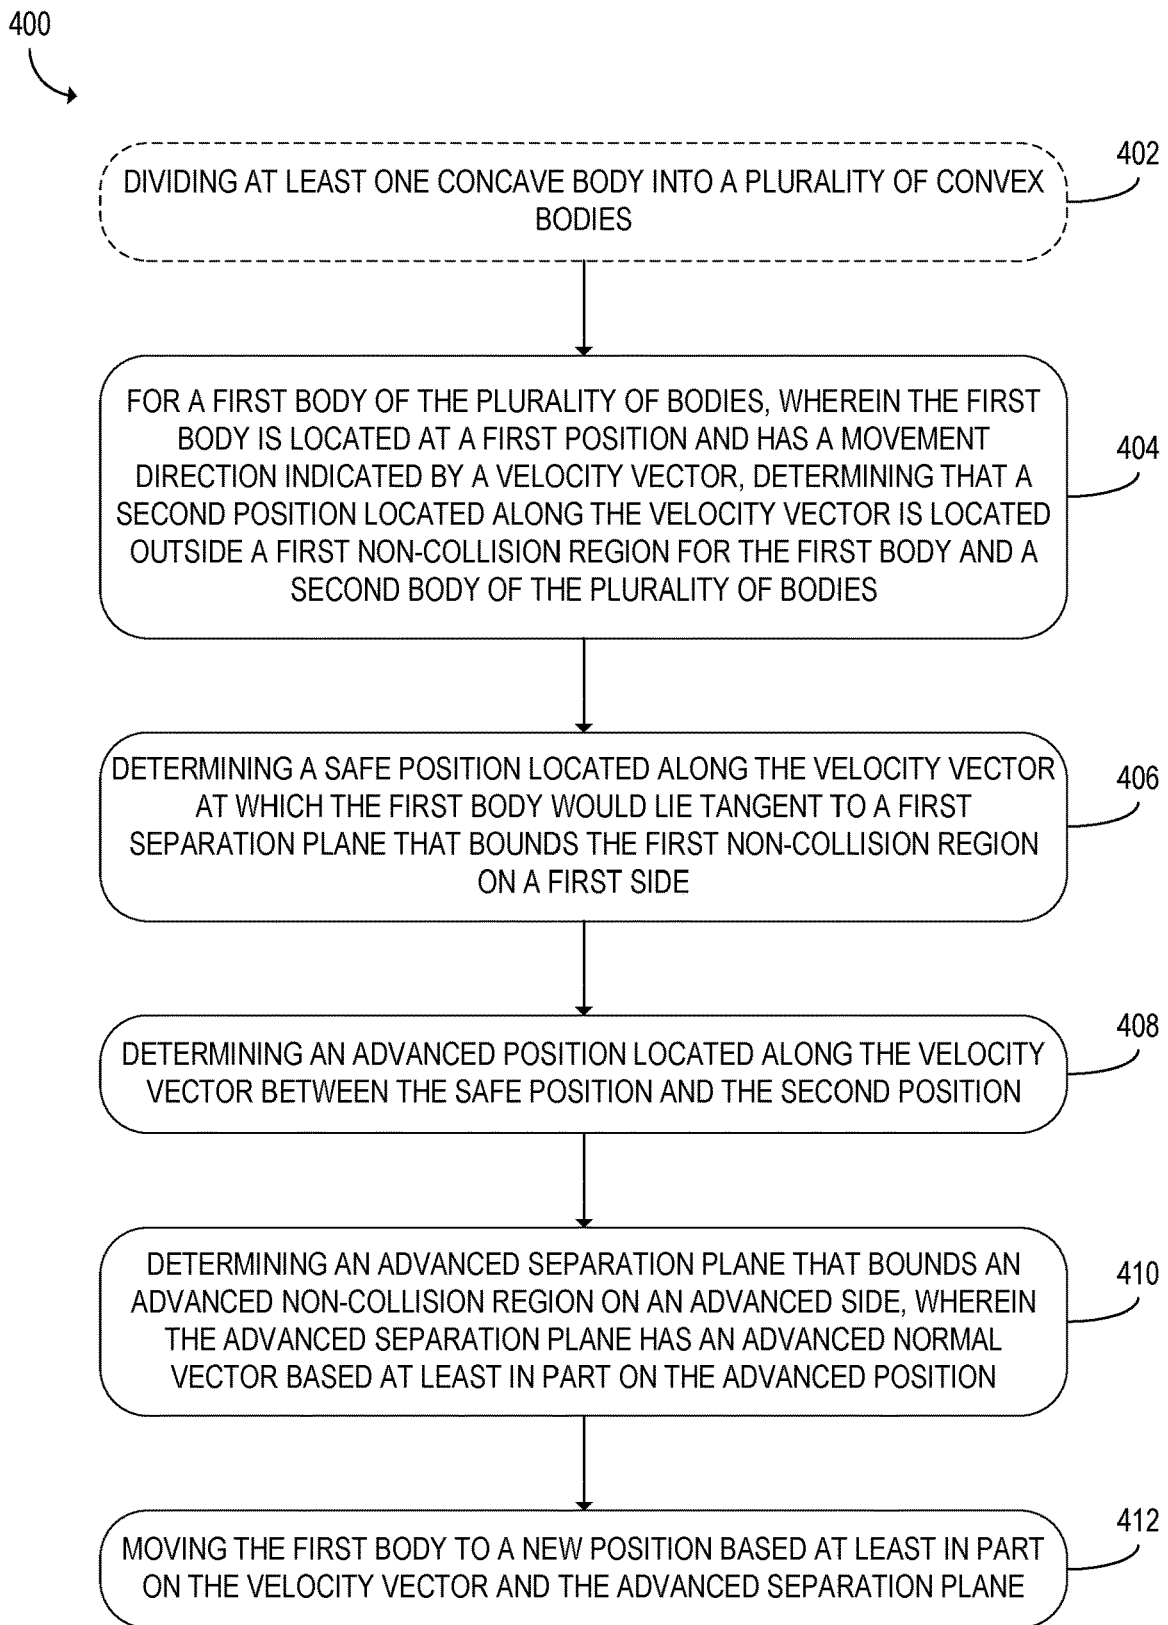 400
402
DIVIDING AT LEAST ONE CONCAVE BODY INTO A PLURALITY OF CONVEX
BODIES
FOR A FIRST BODY OF THE PLURALITY OF BODIES, WHEREIN THE FIRST
BODY IS LOCATED AT A FIRST POSITION AND HAS A MOVEMENT
DIRECTION INDICATED BY A VELOCITY VECTOR, DETERMINING THAT A
SECOND POSITION LOCATED ALONG THE VELOCITY VECTOR IS LOCATED
OUTSIDE A FIRST NON-COLLISION REGION FOR THE FIRST BODY AND A
SECOND BODY OF THE PLURALITY OF BODIES
404
DETERMINING A SAFE POSITION LOCATED ALONG THE VELOCITY VECTOR
AT WHICH THE FIRST BODY WOULD LIE TANGENT TO A FIRST
SEPARATION PLANE THAT BOUNDS THE FIRST NON-COLLISION REGION
ON A FIRST SIDE
406
DETERMINING AN ADVANCED POSITION LOCATED ALONG THE VELOCITY
VECTOR BETWEEN THE SAFE POSITION AND THE SECOND POSITION
408
DETERMINING AN ADVANCED SEPARATION PLANE THAT BOUNDS AN
ADVANCED NON-COLLISION REGION ON AN ADVANCED SIDE, WHEREIN
THE ADVANCED SEPARATION PLANE HAS AN ADVANCED NORMAL
VECTOR BASED AT LEAST IN PART ON THE ADVANCED POSITION
410
MOVING THE FIRST BODY TO A NEW POSITION BASED AT LEAST IN PART
ON THE VELOCITY VECTOR AND THE ADVANCED SEPARATION PLANE
412